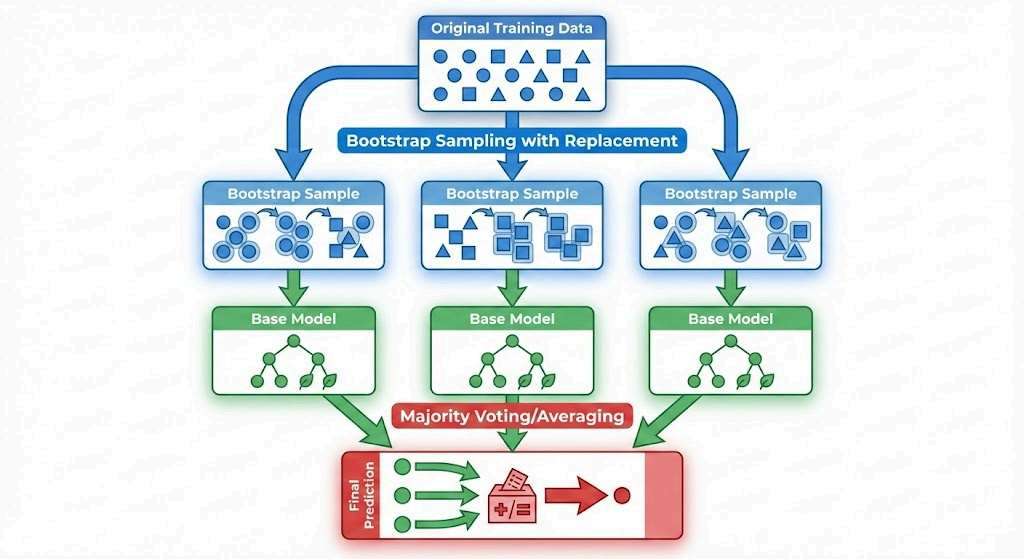 Original Training Data
Bootstrap Sampling with Replacement
Bootstrap Sample
Bootstrap Sample
Bootstrap Sample
Base Model
Base Model
Base Model
Majority Voting/Averaging
Final
Prediction
+/=